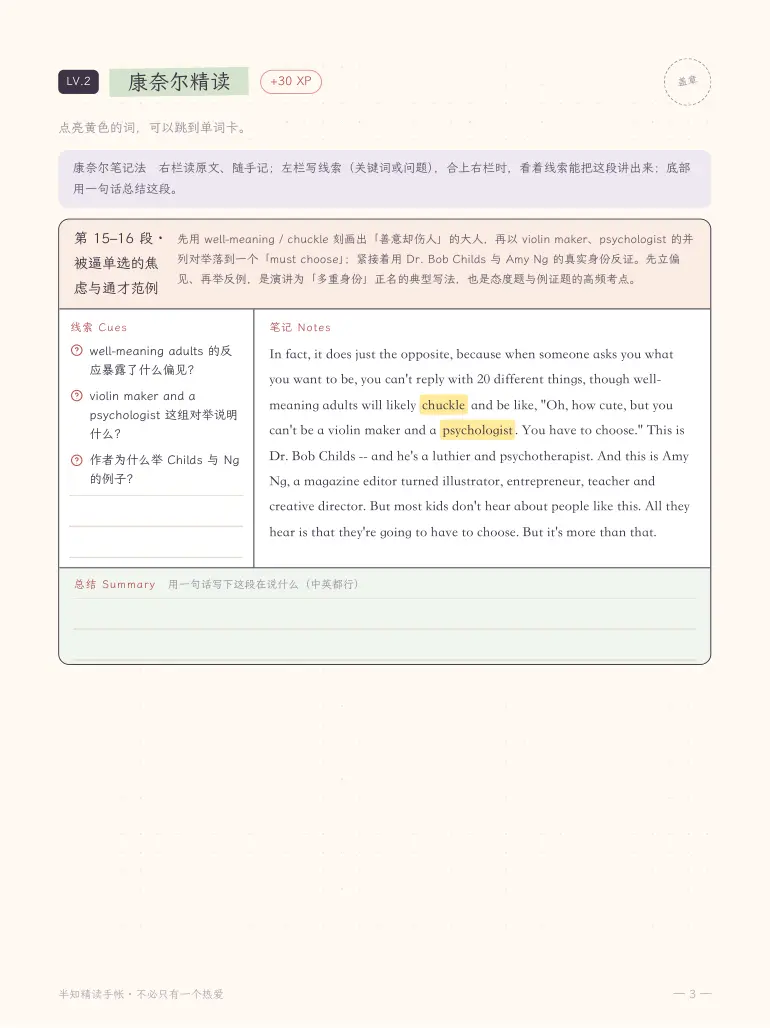 LV.2 康奈尔精读 +30 XP 盖章
点亮黄色的词，可以跳到单词卡。
康奈尔笔记法 右栏读原文、随手记；左栏写线索（关键词或问题），合上右栏时，看着线索能把这段讲出来；底部
用一句话总结这段。
第 15–16 段・
被逼单选的焦
虑与通才范例
先用 well-meaning / chuckle 刻画出「善意却伤人」的大人，再以 violin maker、psychologist 的并
列对举落到一个「must choose」；紧接着用 Dr. Bob Childs 与 Amy Ng 的真实身份反证。先立偏
见、再举反例，是演讲为「多重身份」正名的典型写法，也是态度题与例证题的高频考点。
线索 Cues
well-meaning adults 的反
应暴露了什么偏见？
violin maker and a
psychologist 这组对举说明
什么？
作者为什么举 Childs 与 Ng
的例子？
笔记 Notes
In fact, it does just the opposite, because when someone asks you what
you want to be, you can't reply with 20 different things, though well-
meaning adults will likely chuckle and be like, "Oh, how cute, but you
can't be a violin maker and a psychologist. You have to choose." This is
Dr. Bob Childs -- and he's a luthier and psychotherapist. And this is Amy
Ng, a magazine editor turned illustrator, entrepreneur, teacher and
creative director. But most kids don't hear about people like this. All they
hear is that they're going to have to choose. But it's more than that.
总结 Summary 用一句话写下这段在说什么（中英都行）
半知精读手帐・不必只有一个热爱
— 3 —